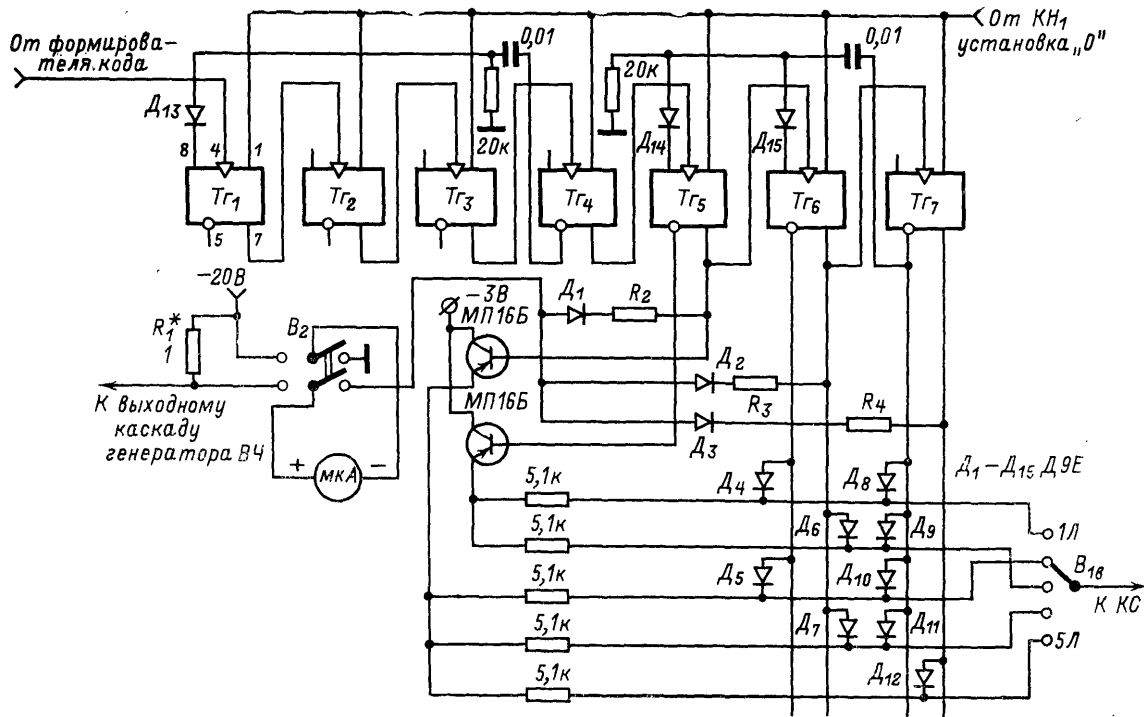 От КН₁
установка „0"
От формирова-
теля кода
0,01
20к
20к
0,01
Д₁₃
Д₁₄
Д₁₅
8 4 1
Тг₁
Тг₂
Тг₃
Тг₄
Тг₅
Тг₆
Тг₇
5 7
-20В
-3В
МП16Б
Д₁
R₂
R₁*
1
В₂
Д₂
R₃
МП16Б
К выходному
каскаду
генератора ВЧ
Д₃
R₄
+ мкА -
5,1к
Д₄
Д₈
Д₁-Д₁₅ Д9Е
5,1к
Д₆
Д₉
1Л
5,1к
Д₅
Д₁₀
В₁в
К КС
5,1к
Д₇
Д₁₁
5Л
5,1к
Д₁₂